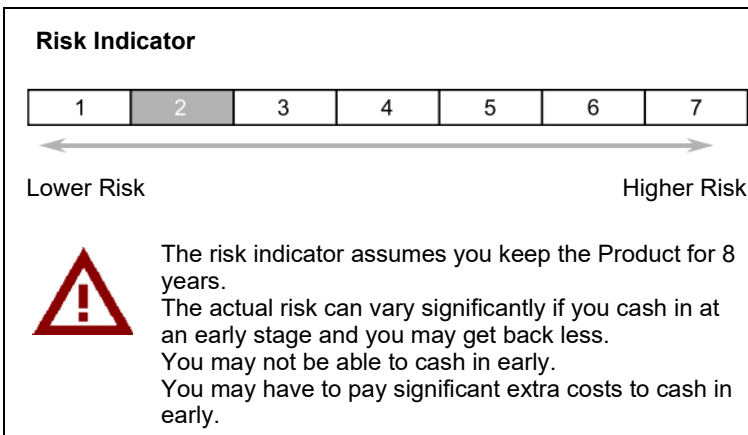 Risk Indicator
1 2 3 4 5 6 7
Lower Risk Higher Risk
The risk indicator assumes you keep the Product for 8
years.
The actual risk can vary significantly if you cash in at
an early stage and you may get back less.
You may not be able to cash in early.
You may have to pay significant extra costs to cash in
early.